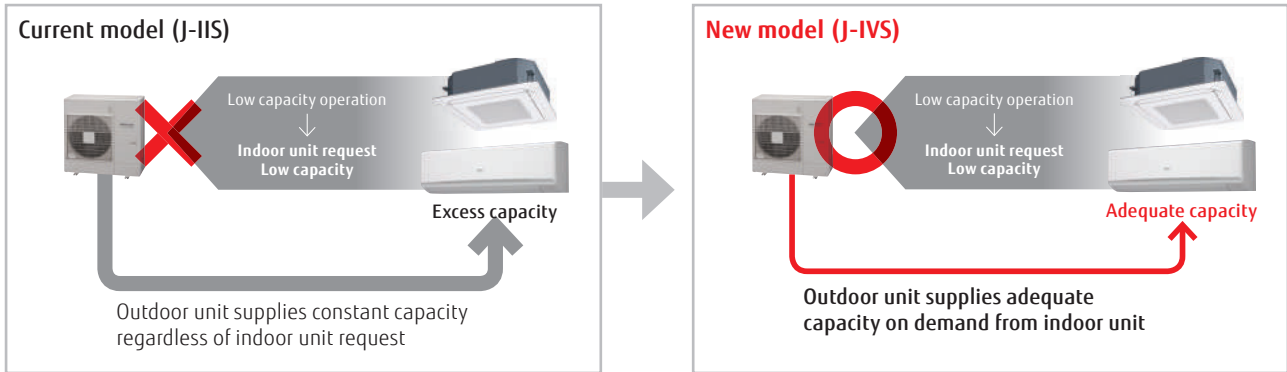 Current model (J-IIS)
Low capacity operation
Indoor unit request
Low capacity
Excess capacity
Outdoor unit supplies constant capacity
regardless of indoor unit request
New model (J-IVS)
Low capacity operation
Indoor unit request
Low capacity
Adequate capacity
Outdoor unit supplies adequate
capacity on demand from indoor unit